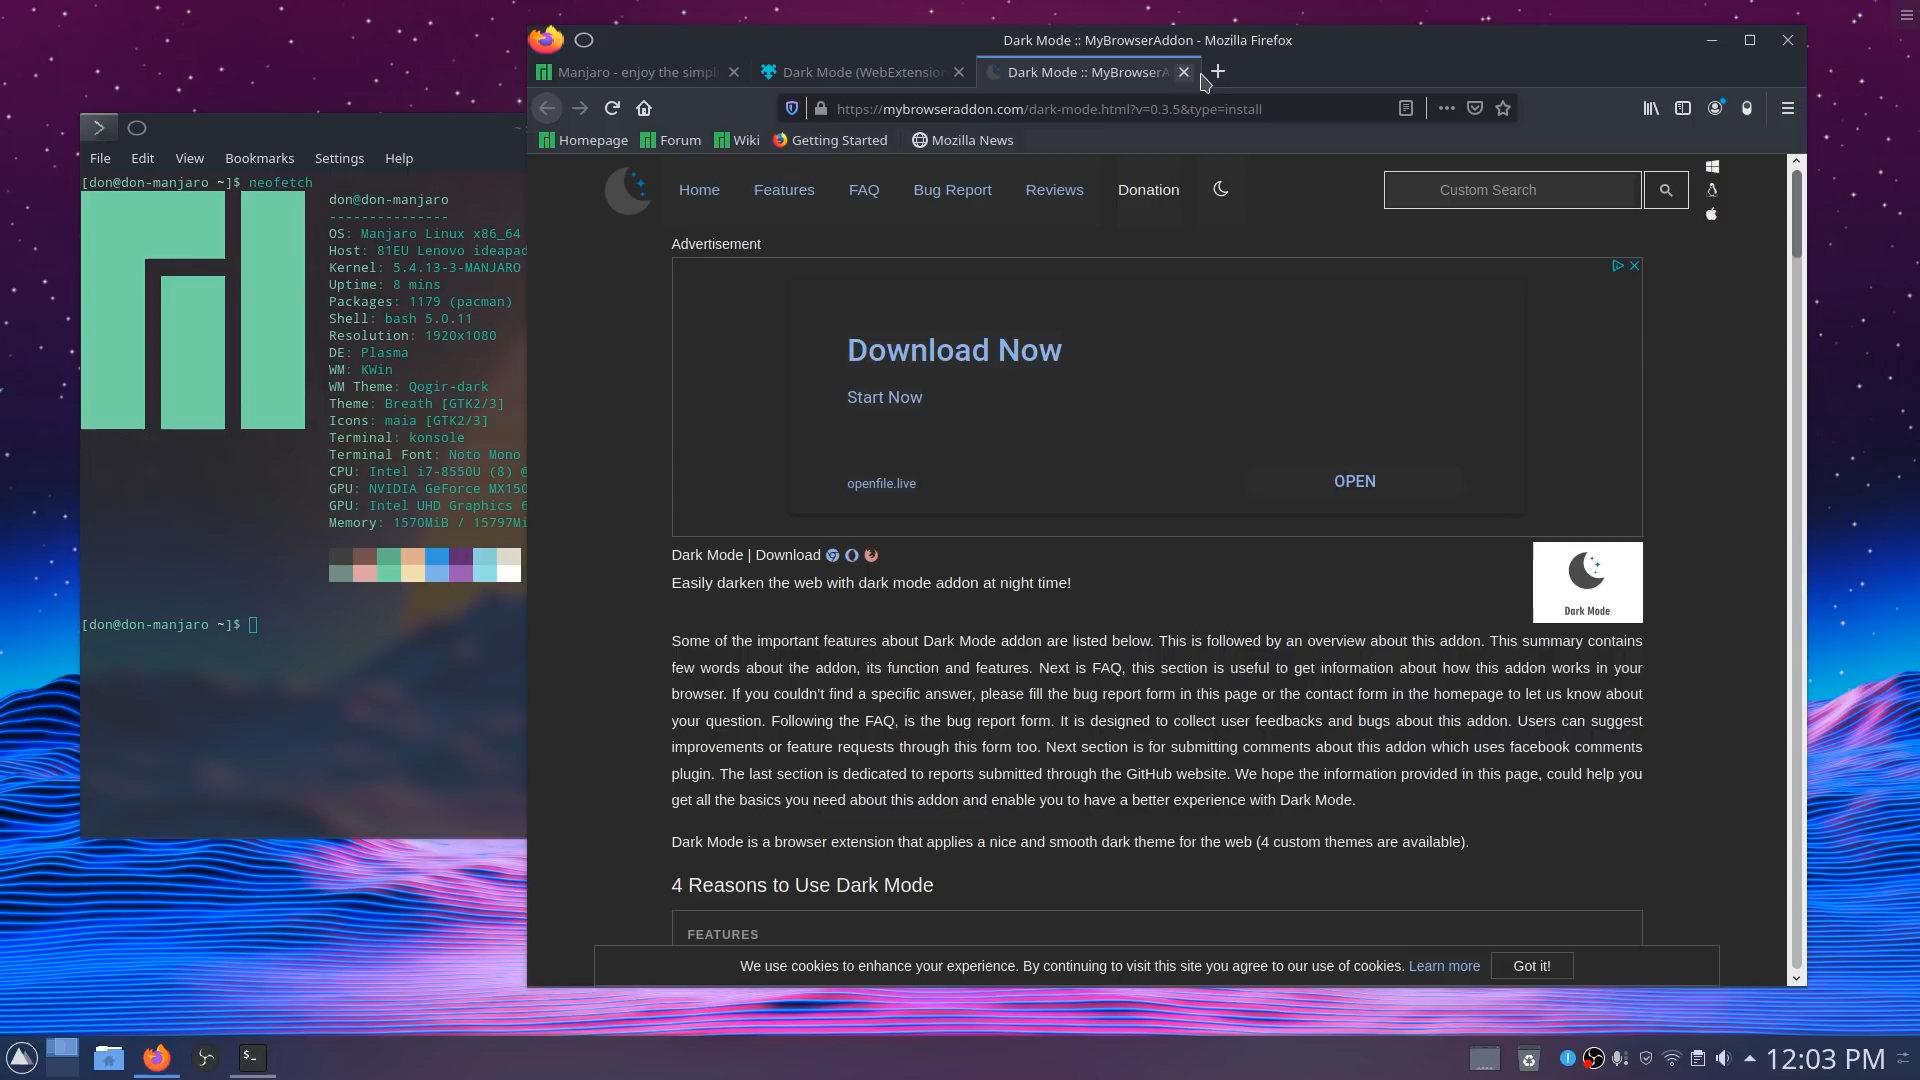 Dark Mode :: MyBrowserAddon - Mozilla Firefox
Manjaro - enjoy the simpl
Dark Mode (WebExtension
Dark Mode :: MyBrowserA
https://mybrowseraddon.com/dark-mode.html?v=0.3.5&type=install
Homepage
Forum
Wiki
Getting Started
Mozilla News
File Edit View Bookmarks Settings Help
[don@don-manjaro ~]$ neofetch
don@don-manjaro
---------------
OS: Manjaro Linux x86_64
Host: 81EU Lenovo ideapad
Kernel: 5.4.13-3-MANJARO
Uptime: 8 mins
Packages: 1179 (pacman)
Shell: bash 5.0.11
Resolution: 1920x1080
DE: Plasma
WM: KWin
WM Theme: Qogir-dark
Theme: Breath [GTK2/3]
Icons: maia [GTK2/3]
Terminal: konsole
Terminal Font: Noto Mono
CPU: Intel i7-8550U (8) @
GPU: NVIDIA GeForce MX150
GPU: Intel UHD Graphics 6
Memory: 1570MiB / 15797Mi
[don@don-manjaro ~]$
Home
Features
FAQ
Bug Report
Reviews
Donation
Custom Search
Advertisement
Download Now
Start Now
openfile.live
OPEN
Dark Mode | Download
Easily darken the web with dark mode addon at night time!
Dark Mode
Some of the important features about Dark Mode addon are listed below. This is followed by an overview about this addon. This summary contains
few words about the addon, its function and features. Next is FAQ, this section is useful to get information about how this addon works in your
browser. If you couldn't find a specific answer, please fill the bug report form in this page or the contact form in the homepage to let us know about
your question. Following the FAQ, is the bug report form. It is designed to collect user feedbacks and bugs about this addon. Users can suggest
improvements or feature requests through this form too. Next section is for submitting comments about this addon which uses facebook comments
plugin. The last section is dedicated to reports submitted through the GitHub website. We hope the information provided in this page, could help you
get all the basics you need about this addon and enable you to have a better experience with Dark Mode.
Dark Mode is a browser extension that applies a nice and smooth dark theme for the web (4 custom themes are available).
4 Reasons to Use Dark Mode
FEATURES
We use cookies to enhance your experience. By continuing to visit this site you agree to our use of cookies. Learn more
Got it!
12:03 PM